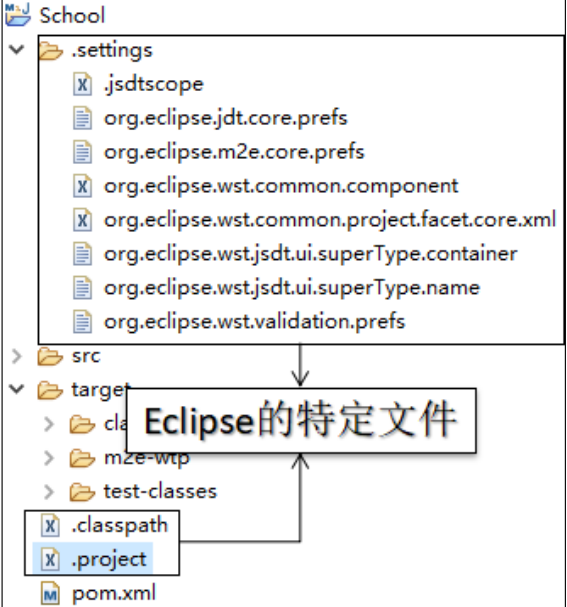 School
.settings
.jsdtscope
org.eclipse.jdt.core.prefs
org.eclipse.m2e.core.prefs
org.eclipse.wst.common.component
org.eclipse.wst.common.project.facet.core.xml
org.eclipse.wst.jsdt.ui.superType.container
org.eclipse.wst.jsdt.ui.superType.name
org.eclipse.wst.validation.prefs
src
target
Eclipse的特定文件
m2e-wtp
test-classes
.classpath
.project
pom.xml